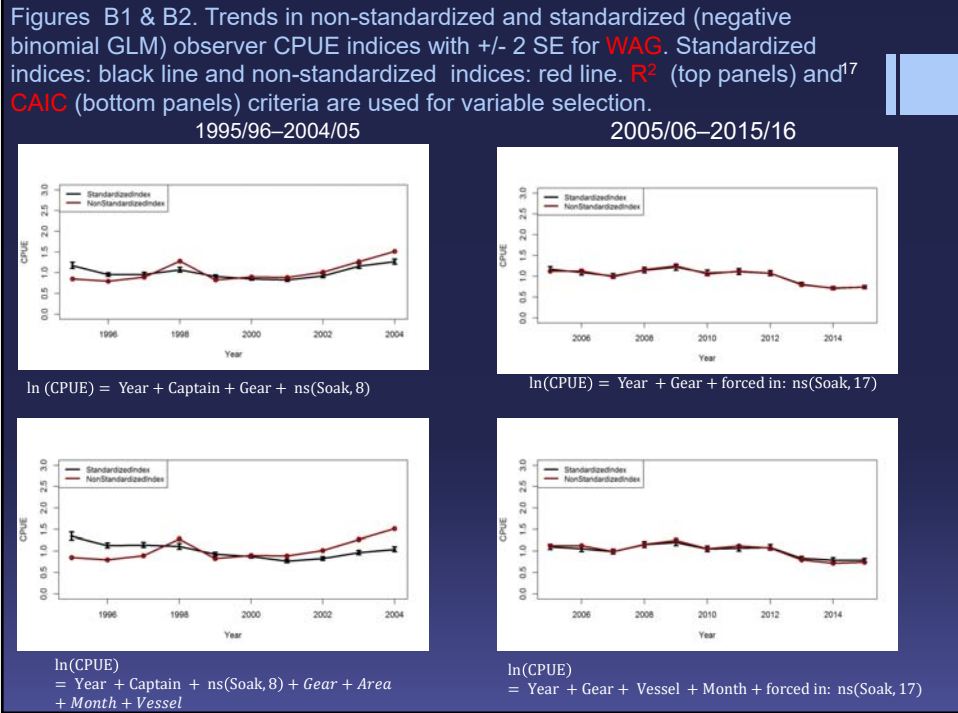 Figures B1 & B2. Trends in non-standardized and standardized (negative
binomial GLM) observer CPUE indices with +/- 2 SE for WAG. Standardized
indices: black line and non-standardized indices: red line. R² (top panels) and
17
CAIC (bottom panels) criteria are used for variable selection.
1995/96–2004/05
StandardizedIndex
NonStandardizedIndex
CPUE
3.0
2.5
2.0
1.5
1.0
0.5
0.0
1996 1998 2000 2002 2004
Year
ln (CPUE) = Year + Captain + Gear + ns(Soak, 8)
2005/06–2015/16
StandardizedIndex
NonStandardizedIndex
CPUE
3.0
2.5
2.0
1.5
1.0
0.5
0.0
2006 2008 2010 2012 2014
Year
ln(CPUE) = Year + Gear + forced in: ns(Soak, 17)
StandardizedIndex
NonStandardizedIndex
CPUE
3.0
2.5
2.0
1.5
1.0
0.5
0.0
1996 1998 2000 2002 2004
Year
ln(CPUE)
= Year + Captain + ns(Soak, 8) + Gear + Area
+ Month + Vessel
StandardizedIndex
NonStandardizedIndex
CPUE
3.0
2.5
2.0
1.5
1.0
0.5
0.0
2006 2008 2010 2012 2014
Year
ln(CPUE)
= Year + Gear + Vessel + Month + forced in: ns(Soak, 17)